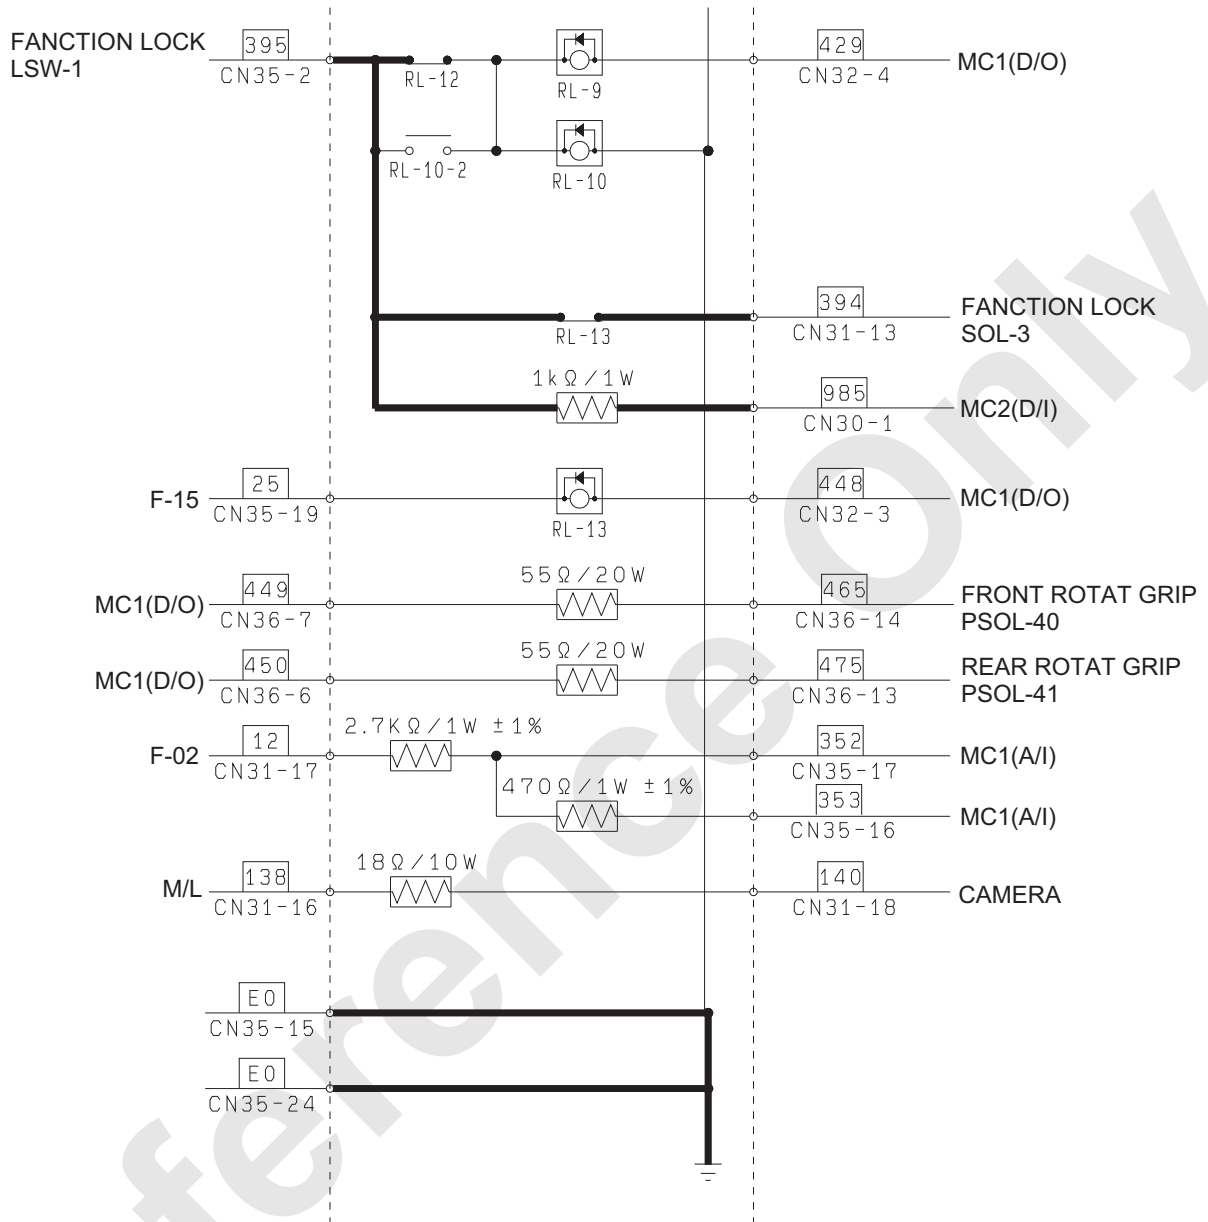 FANCTION LOCK
LSW-1
395
CN35-2
RL-12
RL-9
429
CN32-4
MC1(D/O)
RL-10-2
RL-10
394
CN31-13
FANCTION LOCK
SOL-3
RL-13
1kΩ/1W
985
CN30-1
MC2(D/I)
F-15
25
CN35-19
RL-13
448
CN32-3
MC1(D/O)
MC1(D/O)
449
CN36-7
55Ω/20W
465
CN36-14
FRONT ROTAT GRIP
PSOL-40
MC1(D/O)
450
CN36-6
55Ω/20W
475
CN36-13
REAR ROTAT GRIP
PSOL-41
F-02
12
CN31-17
2.7KΩ/1W ±1%
352
CN35-17
MC1(A/I)
470Ω/1W ±1%
353
CN35-16
MC1(A/I)
M/L
138
CN31-16
18Ω/10W
140
CN31-18
CAMERA
E0
CN35-15
E0
CN35-24
ference Only